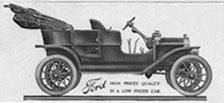 Ford
HIGH PRICED QUALITY
IN A LOW PRICED CAR